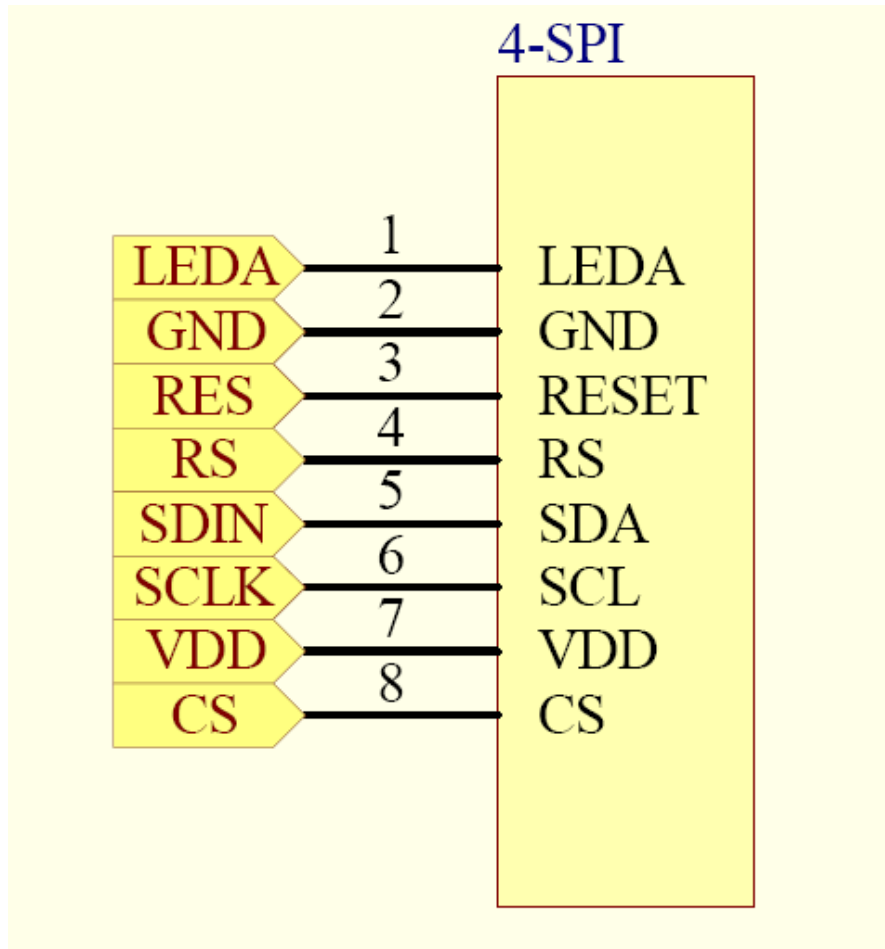 4-SPI
LEDA 1 LEDA
GND 2 GND
RES 3 RESET
RS 4 RS
SDIN 5 SDA
SCLK 6 SCL
VDD 7 VDD
CS 8 CS